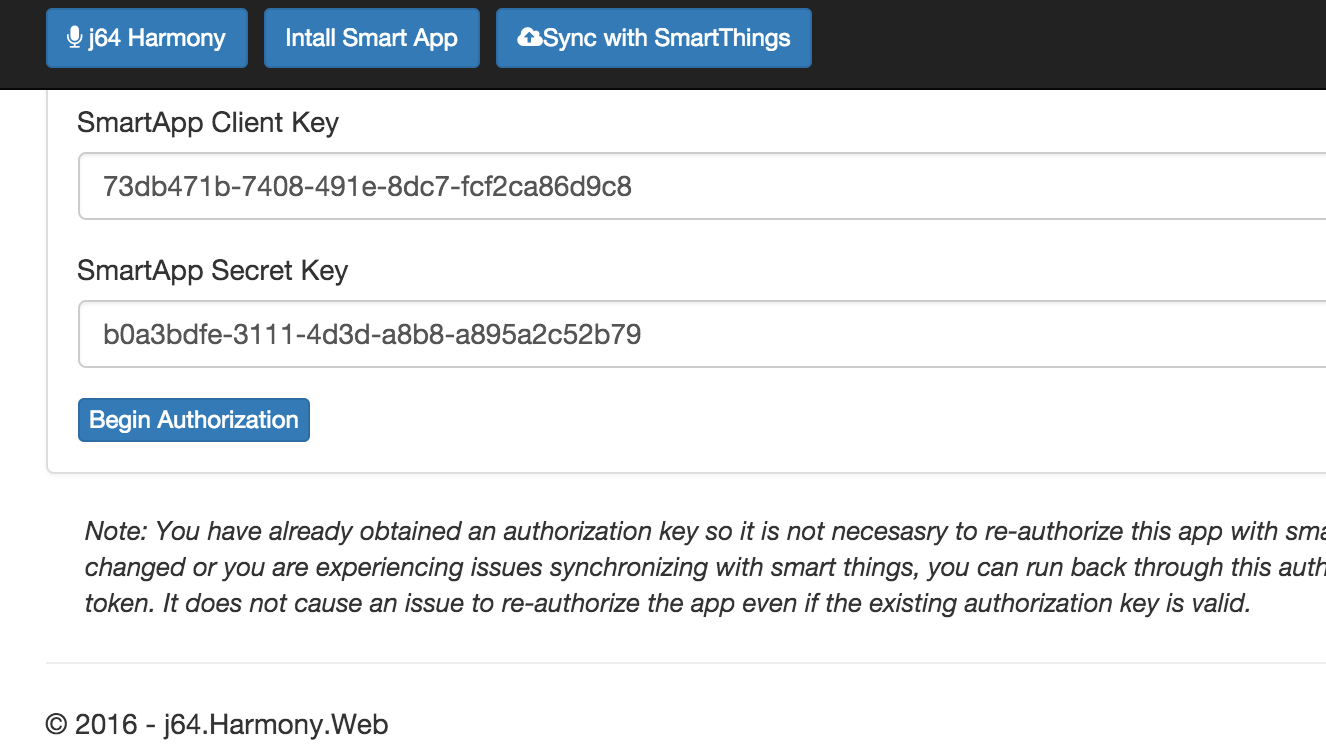 j64 Harmony Intall Smart App Sync with SmartThings
SmartApp Client Key
73db471b-7408-491e-8dc7-fcf2ca86d9c8
SmartApp Secret Key
b0a3bdfe-3111-4d3d-a8b8-a895a2c52b79
Begin Authorization
Note: You have already obtained an authorization key so it is not necesasry to re-authorize this app with
changed or you are experiencing issues synchronizing with smart things, you can run back through this
token. It does not cause an issue to re-authorize the app even if the existing authorization key is valid.
© 2016 - j64.Harmony.Web